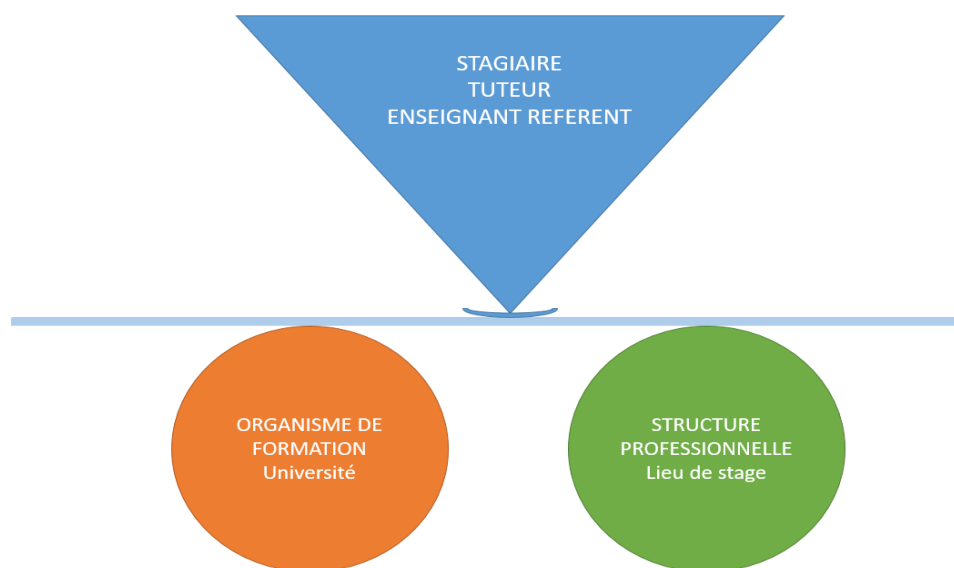 STAGIAIRE
TUTEUR
ENSEIGNANT REFERENT
ORGANISME DE
FORMATION
Université
STRUCTURE
PROFESSIONNELLE
Lieu de stage